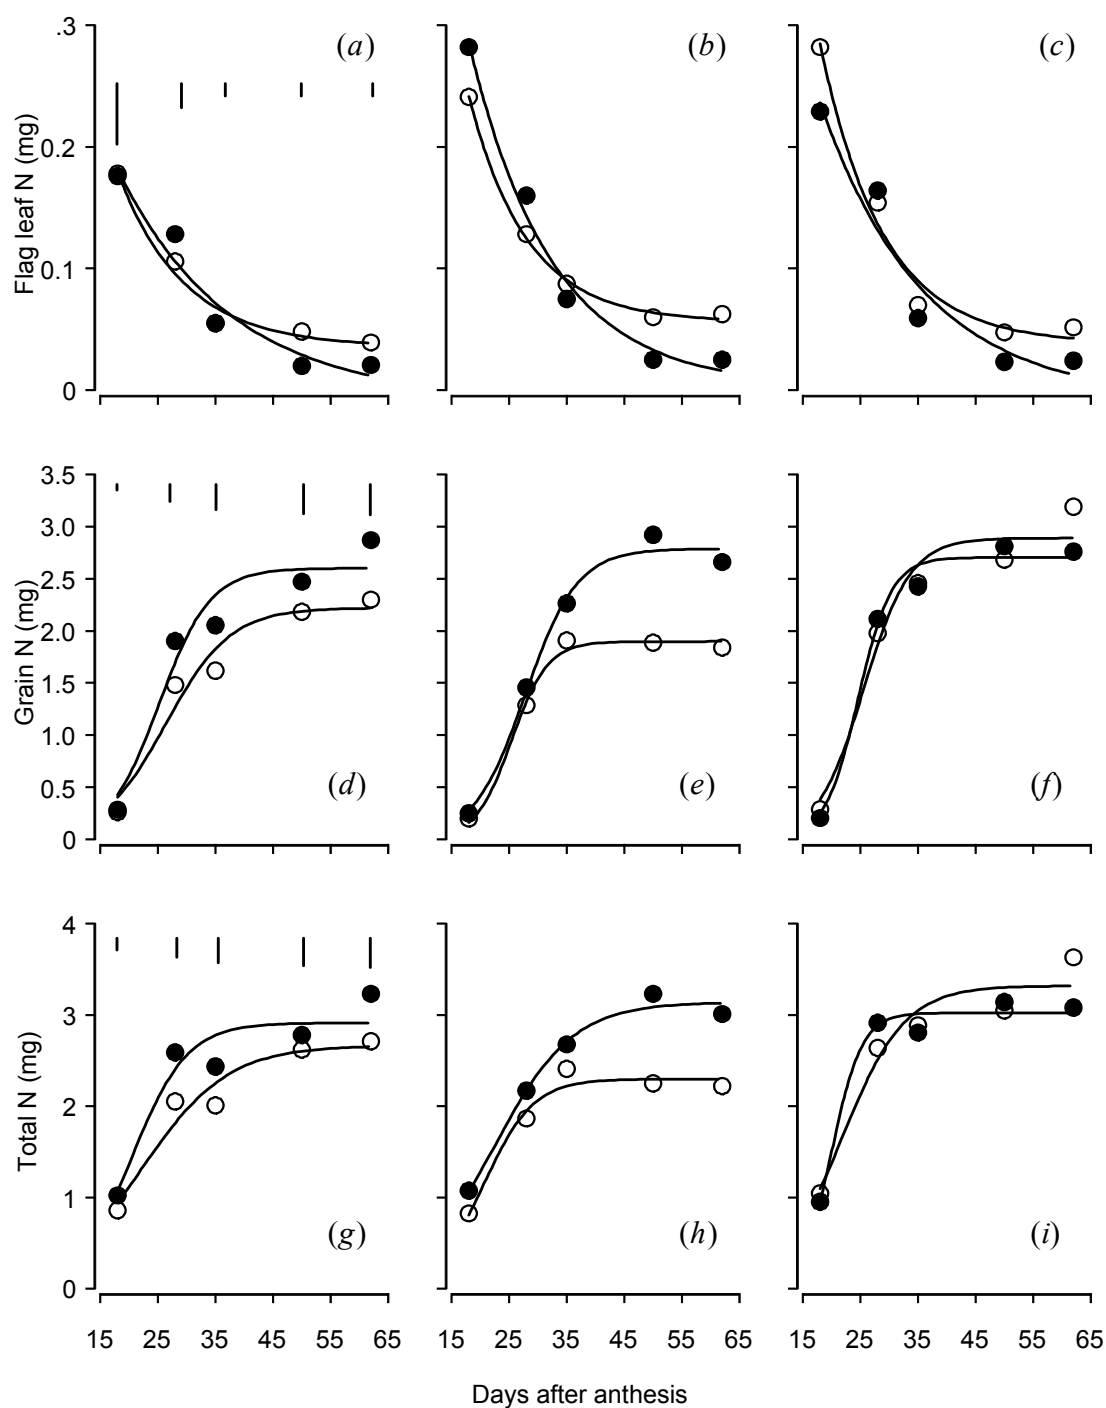 .3 (a) (b) (c)
0.2
0.1
0
Flag leaf N (mg)
3.5
3.0
2.5
2.0
1.5
1.0
0.5 (d) (e) (f)
0
Grain N (mg)
4
3
2
1 (g) (h) (i)
0
Total N (mg)
15 25 35 45 55 65 15 25 35 45 55 65 15 25 35 45 55 65
Days after anthesis